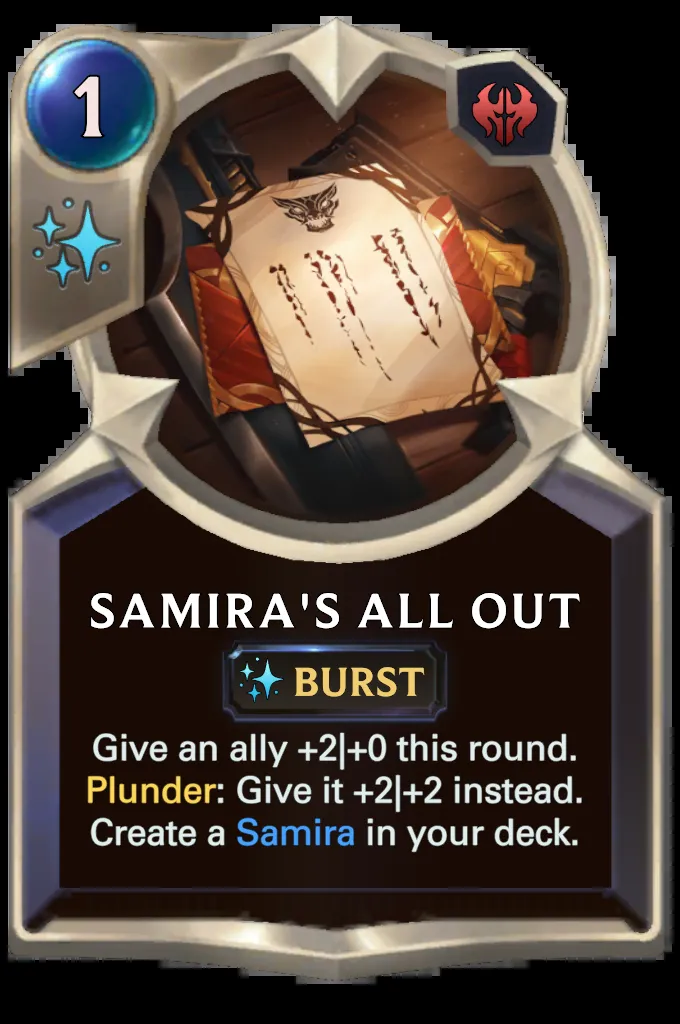 1
SAMIRA'S ALL OUT
BURST
Give an ally +2|+0 this round.
Plunder: Give it +2|+2 instead.
Create a Samira in your deck.